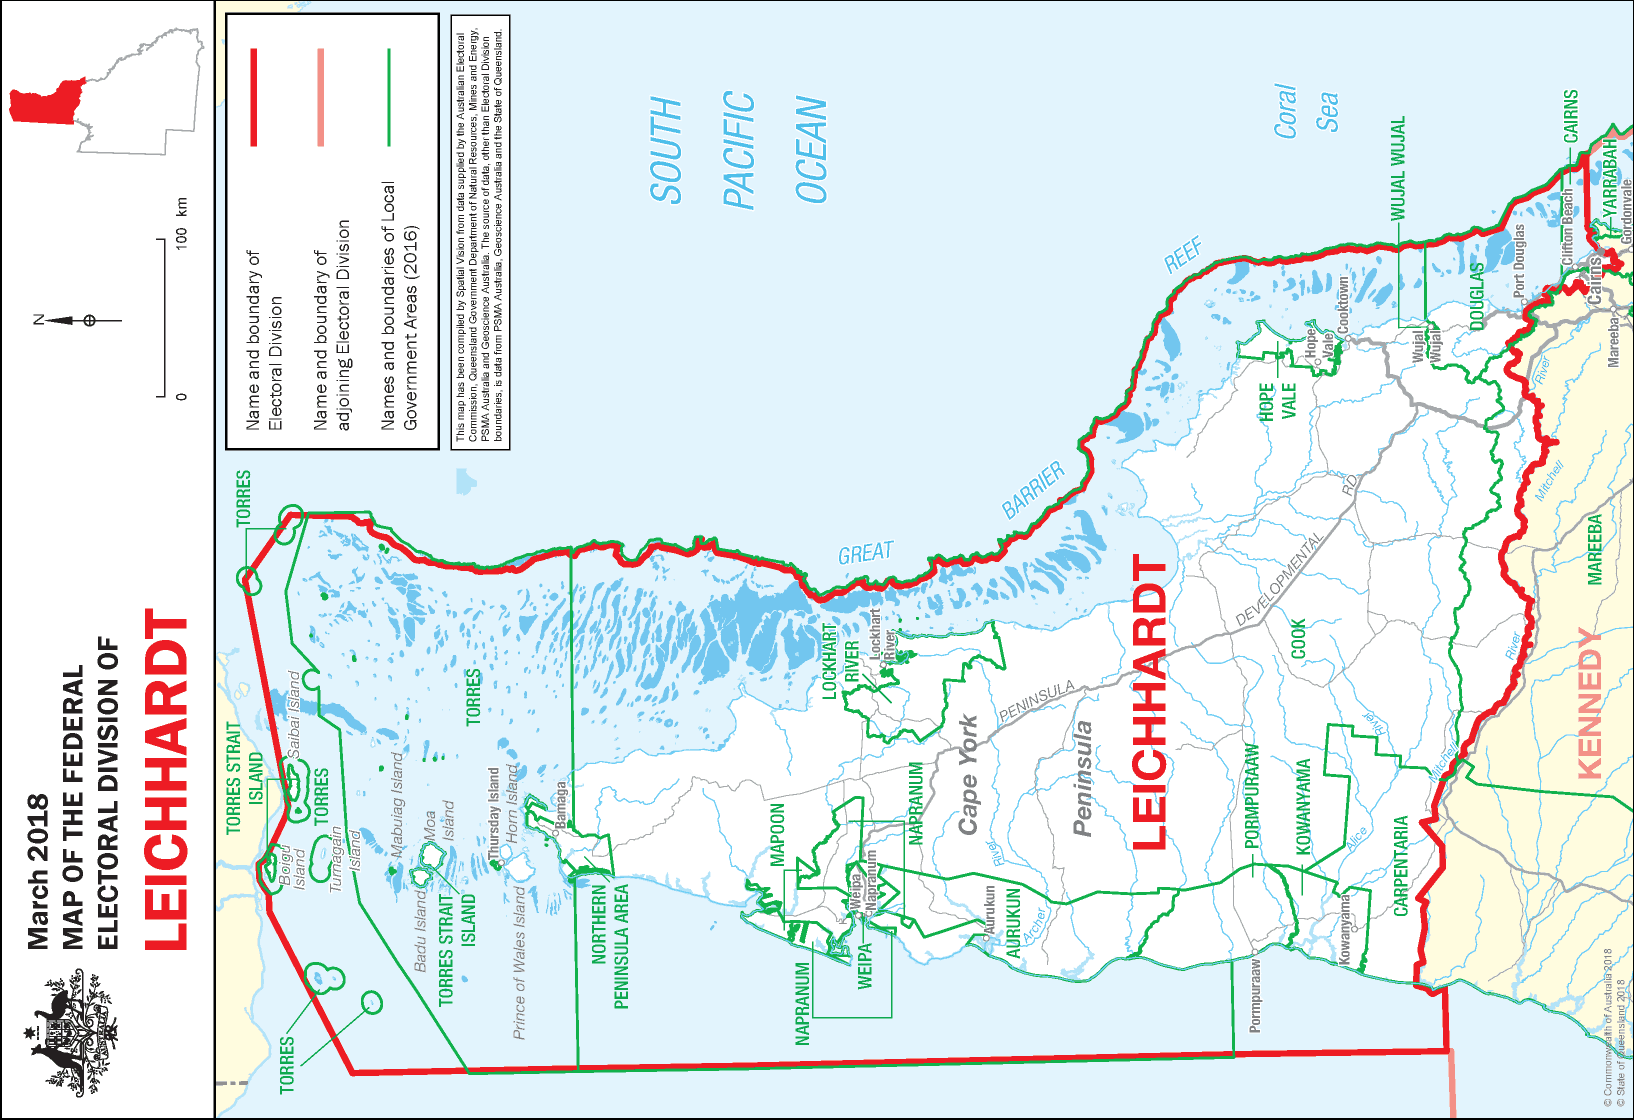 March 2018
MAP OF THE FEDERAL
ELECTORAL DIVISION OF
LEICHHARDT
N
0
100 km
Name and boundary of
Electoral Division
Name and boundary of
adjoining Electoral Division
Names and boundaries of Local
Government Areas (2016)
This map has been compiled by Spatial Vision from data supplied by the Australian Electoral
Commission, Queensland Government Department of Natural Resources, Mines and Energy,
PSMA Australia and Geoscience Australia. The source of data, other than Electoral Division
boundaries, is data from PSMA Australia, Geoscience Australia and the State of Queensland.
TORRES
TORRES STRAIT
ISLAND
Saibai Island
TORRES
Boigu
Island
Turnagain
Island
TORRES
Mabuiag Island
Moa
Island
Badu Island
TORRES STRAIT
ISLAND
TORRES
Thursday Island
Horn Island
Prince of Wales Island
Bamaga
NORTHERN
PENINSULA AREA
SOUTH
PACIFIC
OCEAN
Coral
Sea
GREAT
BARRIER
REEF
MAPOON
NAPRANUM
NAPRANUM
Weipa
Napranum
WEIPA
LOCKHART
RIVER
Lockhart
River
Cape York
Peninsula
PENINSULA
DEVELOPMENTAL
RD
River
Archer
Aurukun
AURUKUN
LEICHHARDT
COOK
HOPE
VALE
Hope
Vale
Cooktown
WUJAL WUJAL
Wujal
Wujal
DOUGLAS
Port Douglas
CAIRNS
Clifton Beach
Cairns
YARRABAH
Gordonvale
Mareeba
PORMPURAAW
Pormpuraaw
KOWANYAMA
Kowanyama
Alice
River
CARPENTARIA
Mitchell
River
Mitchell
River
MAREEBA
KENNEDY
© Commonwealth of Australia 2018
© State of Queensland 2018